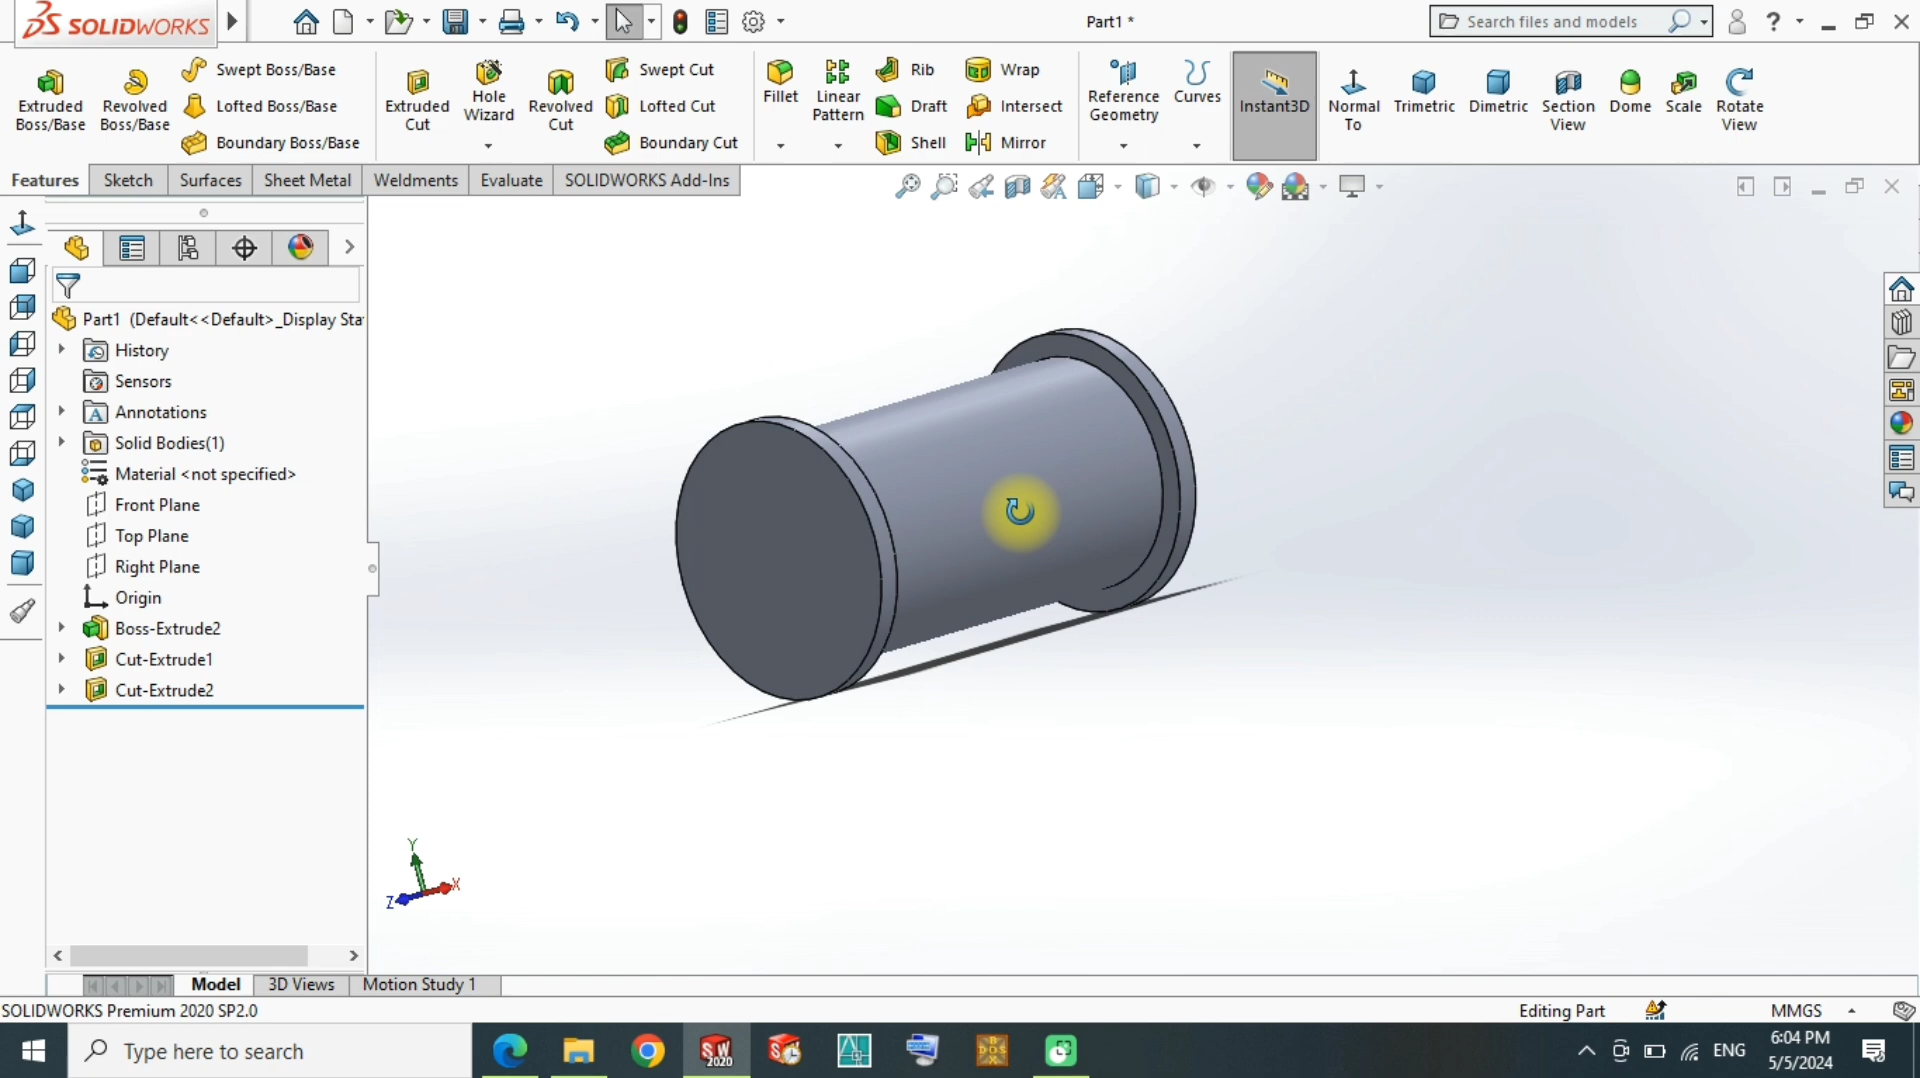 SOLIDWORKS
Part1 *
Search files and models
Extruded Boss/Base
Revolved Boss/Base
Swept Boss/Base
Lofted Boss/Base
Boundary Boss/Base
Extruded Cut
Hole Wizard
Revolved Cut
Swept Cut
Lofted Cut
Boundary Cut
Fillet
Linear Pattern
Rib
Draft
Shell
Wrap
Intersect
Mirror
Reference Geometry
Curves
Instant3D
Normal To
Trimetric
Dimetric
Section View
Dome
Scale
Rotate View
Features
Sketch
Surfaces
Sheet Metal
Weldments
Evaluate
SOLIDWORKS Add-Ins
Part1 (Default<<Default>_Display Sta
History
Sensors
Annotations
Solid Bodies(1)
Material <not specified>
Front Plane
Top Plane
Right Plane
Origin
Boss-Extrude2
Cut-Extrude1
Cut-Extrude2
Y
X
Z
Model
3D Views
Motion Study 1
SOLIDWORKS Premium 2020 SP2.0
Editing Part
MMGS
Type here to search
SW 2020
DOS
ENG
6:04 PM
5/5/2024